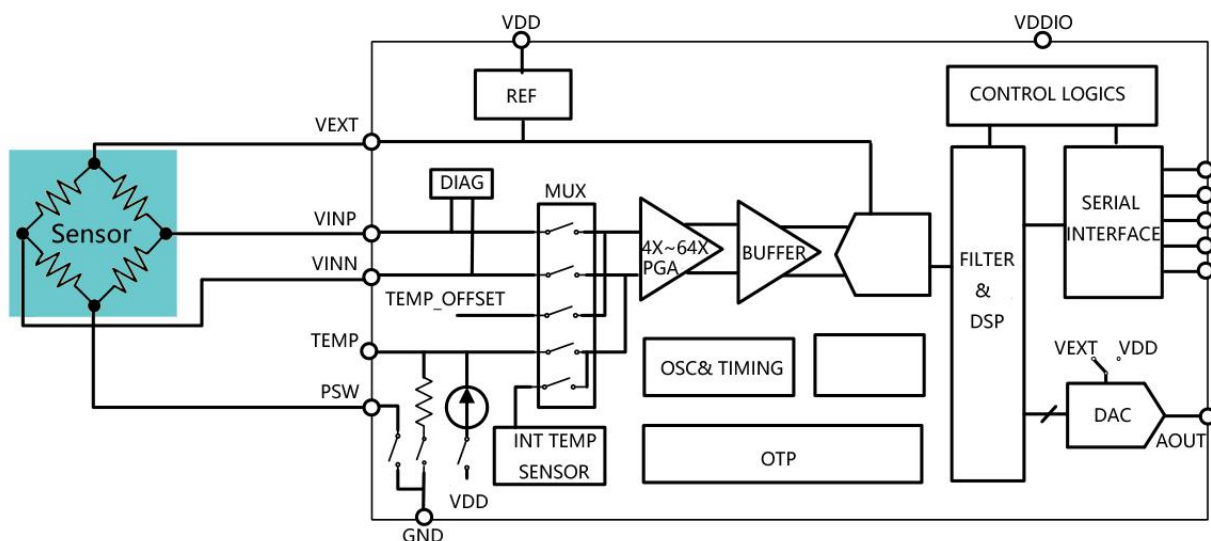 VDD
VDDIO
REF
CONTROL LOGICS
VEXT
DIAG
MUX
VINP
Sensor
4X~64X
PGA
BUFFER
SERIAL
INTERFACE
FILTER
&
DSP
VINN
TEMP_OFFSET
TEMP
OSC& TIMING
VEXT
VDD
PSW
DAC
INT TEMP
SENSOR
OTP
AOUT
VDD
GND